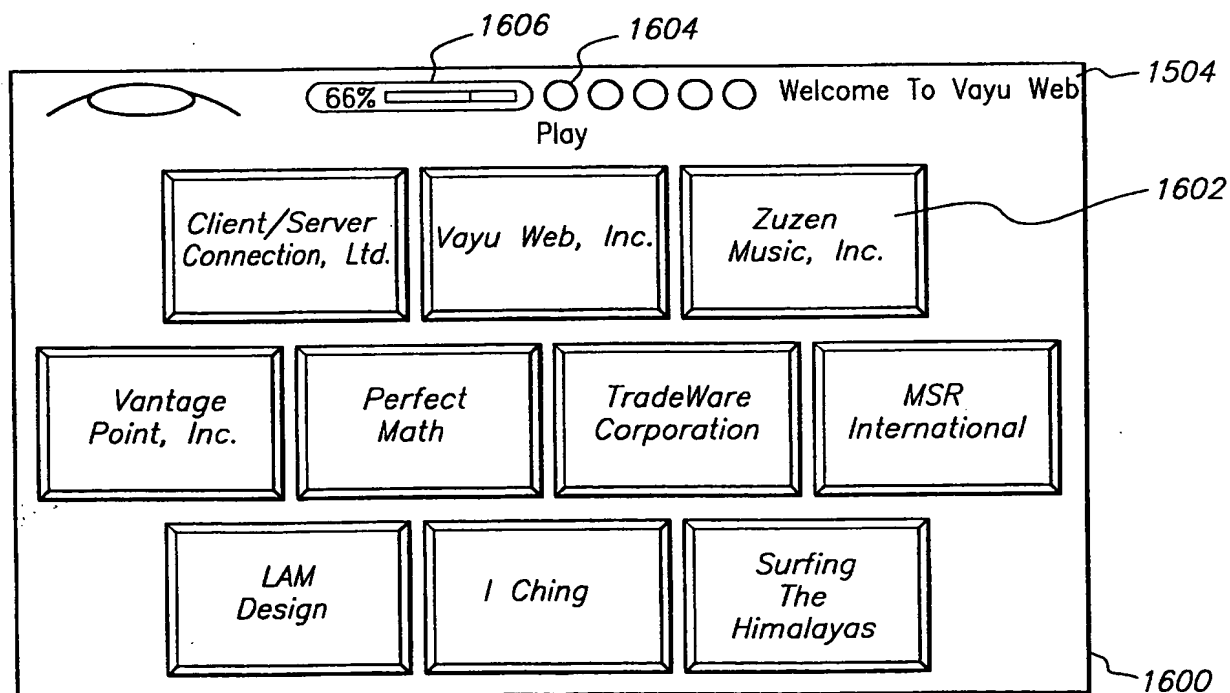 1606
1604
66%
Welcome To Vayu Web
1504
Play
Client/Server
Connection, Ltd.
Vayu Web, Inc.
Zuzen
Music, Inc.
1602
Vantage
Point, Inc.
Perfect
Math
TradeWare
Corporation
MSR
International
LAM
Design
I Ching
Surfing
The
Himalayas
1600